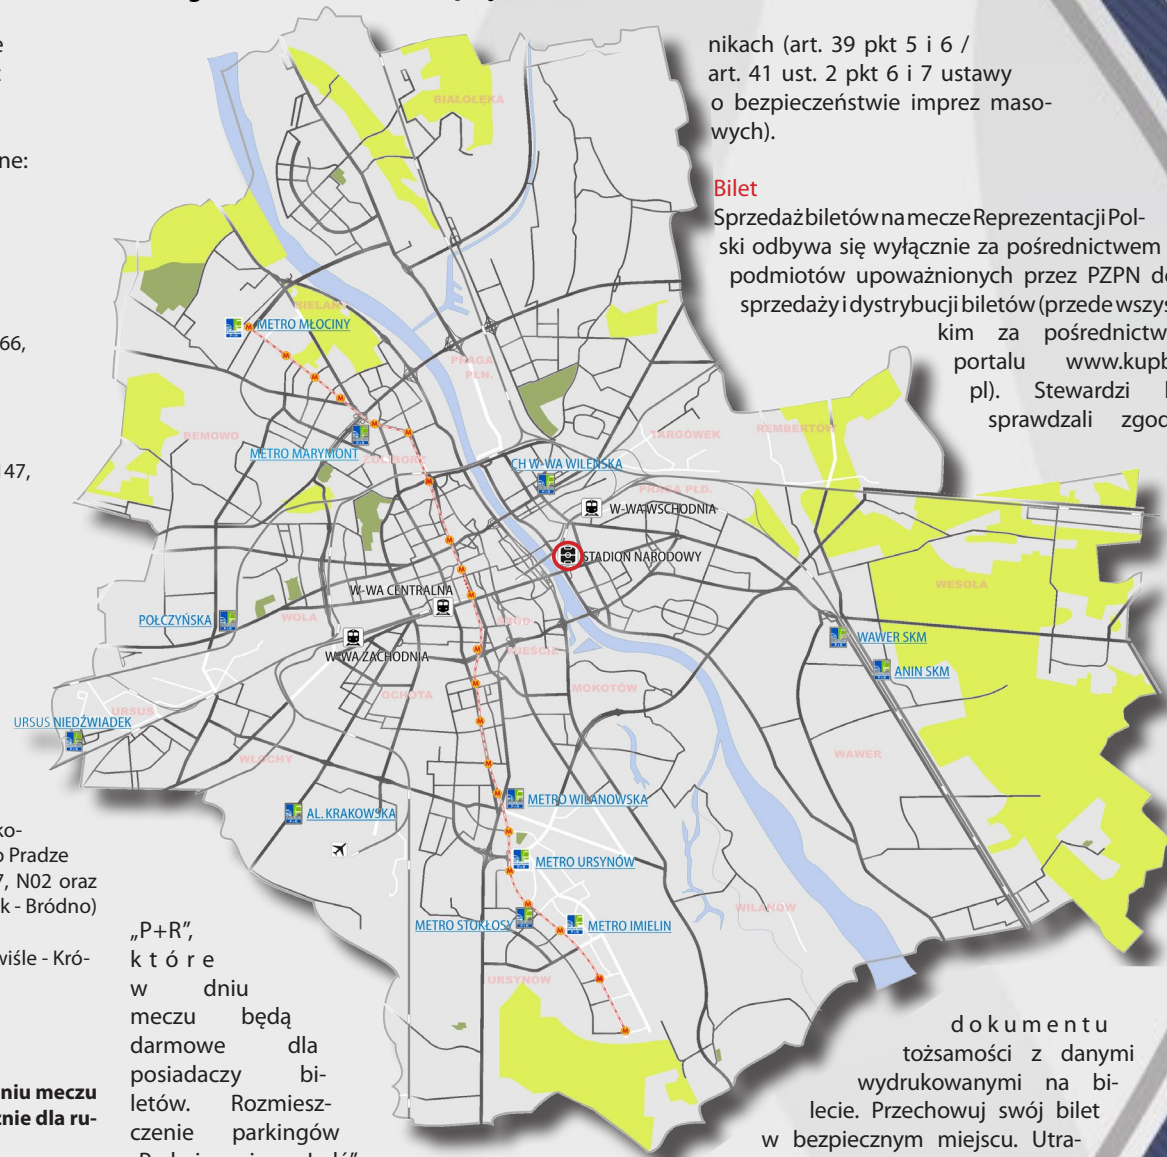 nikach (art. 39 pkt 5 i 6 /
art. 41 ust. 2 pkt 6 i 7 ustawy
o bezpieczeństwie imprez maso-
wych).
Bilet
Sprzedaż biletów na mecze Reprezentacji Pol-
ski odbywa się wyłącznie za pośrednictwem
podmiotów upoważnionych przez PZPN do
sprzedaży i dystrybucji biletów (przede wszys
kim za pośrednictw
portalu www.kupb
pl). Stewardzi
sprawdzali zgod
ne:
66,
147,
BIAŁOŁĘKA
BIELANY
METRO MŁOCINY
PRAGA
PŁN.
BEMOWO
METRO MARYMONT
ŻOLIBORZ
TARGÓWEK
REMBERTÓW
CH W-WA WILEŃSKA
PRAGA PŁD.
W-WA WSCHODNIA
STADION NARODOWY
W-WA CENTRALNA
WESOŁA
POŁCZYŃSKA
WOLA
ŚRÓD
MIEŚCIE
WAWER SKM
W-WA ZACHODNIA
ANIN SKM
OCHOTA
MOKOTÓW
URSUS
URSUS NIEDŹWIADEK
WŁOCHY
WAWER
METRO WILANOWSKA
AL. KRAKOWSKA
METRO URSYNÓW
WILANÓW
METRO STOKŁOSY
METRO IMIELIN
URSYNÓW
ko-
o Pradze
7, N02 oraz
k - Bródno)
wiśle - Kró-
niu meczu
znie dla ru-
„P+R”,
które
w dniu
meczu będą
darmowe dla
posiadaczy bi-
letów. Rozmiesz-
czenie parkingów
dokumentu
tożsamości z danymi
wydrukowanymi na bi-
lecie. Przechowuj swój bilet
w bezpiecznym miejscu. Utra-